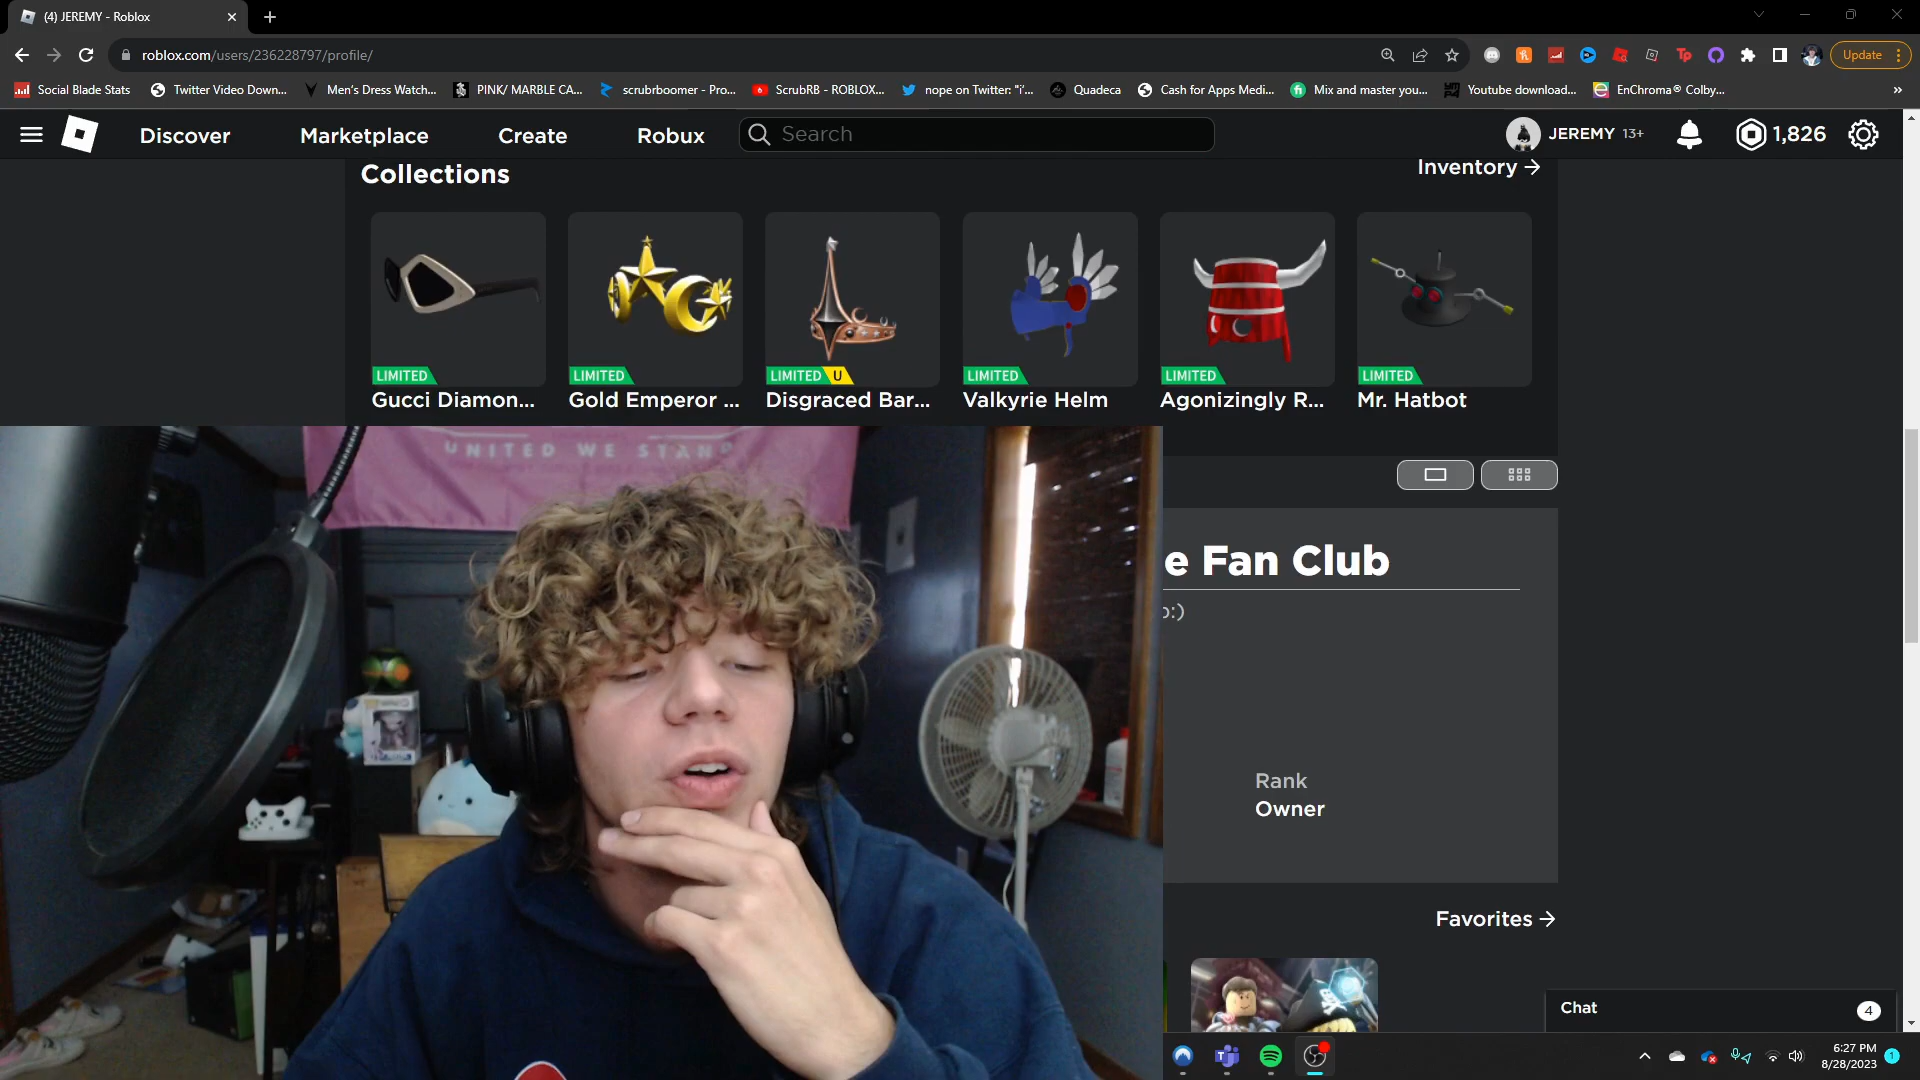 (4) JEREMY - Roblox
roblox.com/users/236228797/profile/
Update
Social Blade Stats
Twitter Video Down...
Men's Dress Watch...
PINK/ MARBLE CA...
scrubrboomer - Pro...
ScrubRB - ROBLOX...
nope on Twitter: "i'...
Quadeca
Cash for Apps Medi...
Mix and master you...
Youtube download...
EnChroma® Colby...
Discover
Marketplace
Create
Robux
Search
JEREMY 13+
1,826
Collections
Inventory →
LIMITED
LIMITED
LIMITED U
LIMITED
LIMITED
LIMITED
Gucci Diamon...
Gold Emperor ...
Disgraced Bar...
Valkyrie Helm
Agonizingly R...
Mr. Hatbot
UNITED WE STAND
e Fan Club
:)
Rank
Owner
Favorites →
Chat
4
6:27 PM
8/28/2023
1